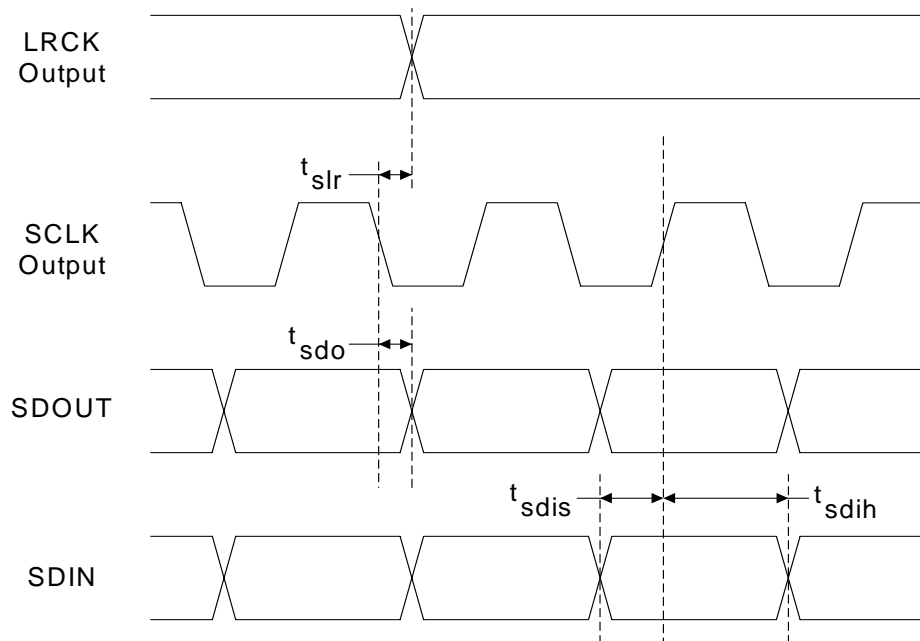 LRCK
Output
t slr
SCLK
Output
t sdo
SDOUT
t sdis
t sdih
SDIN